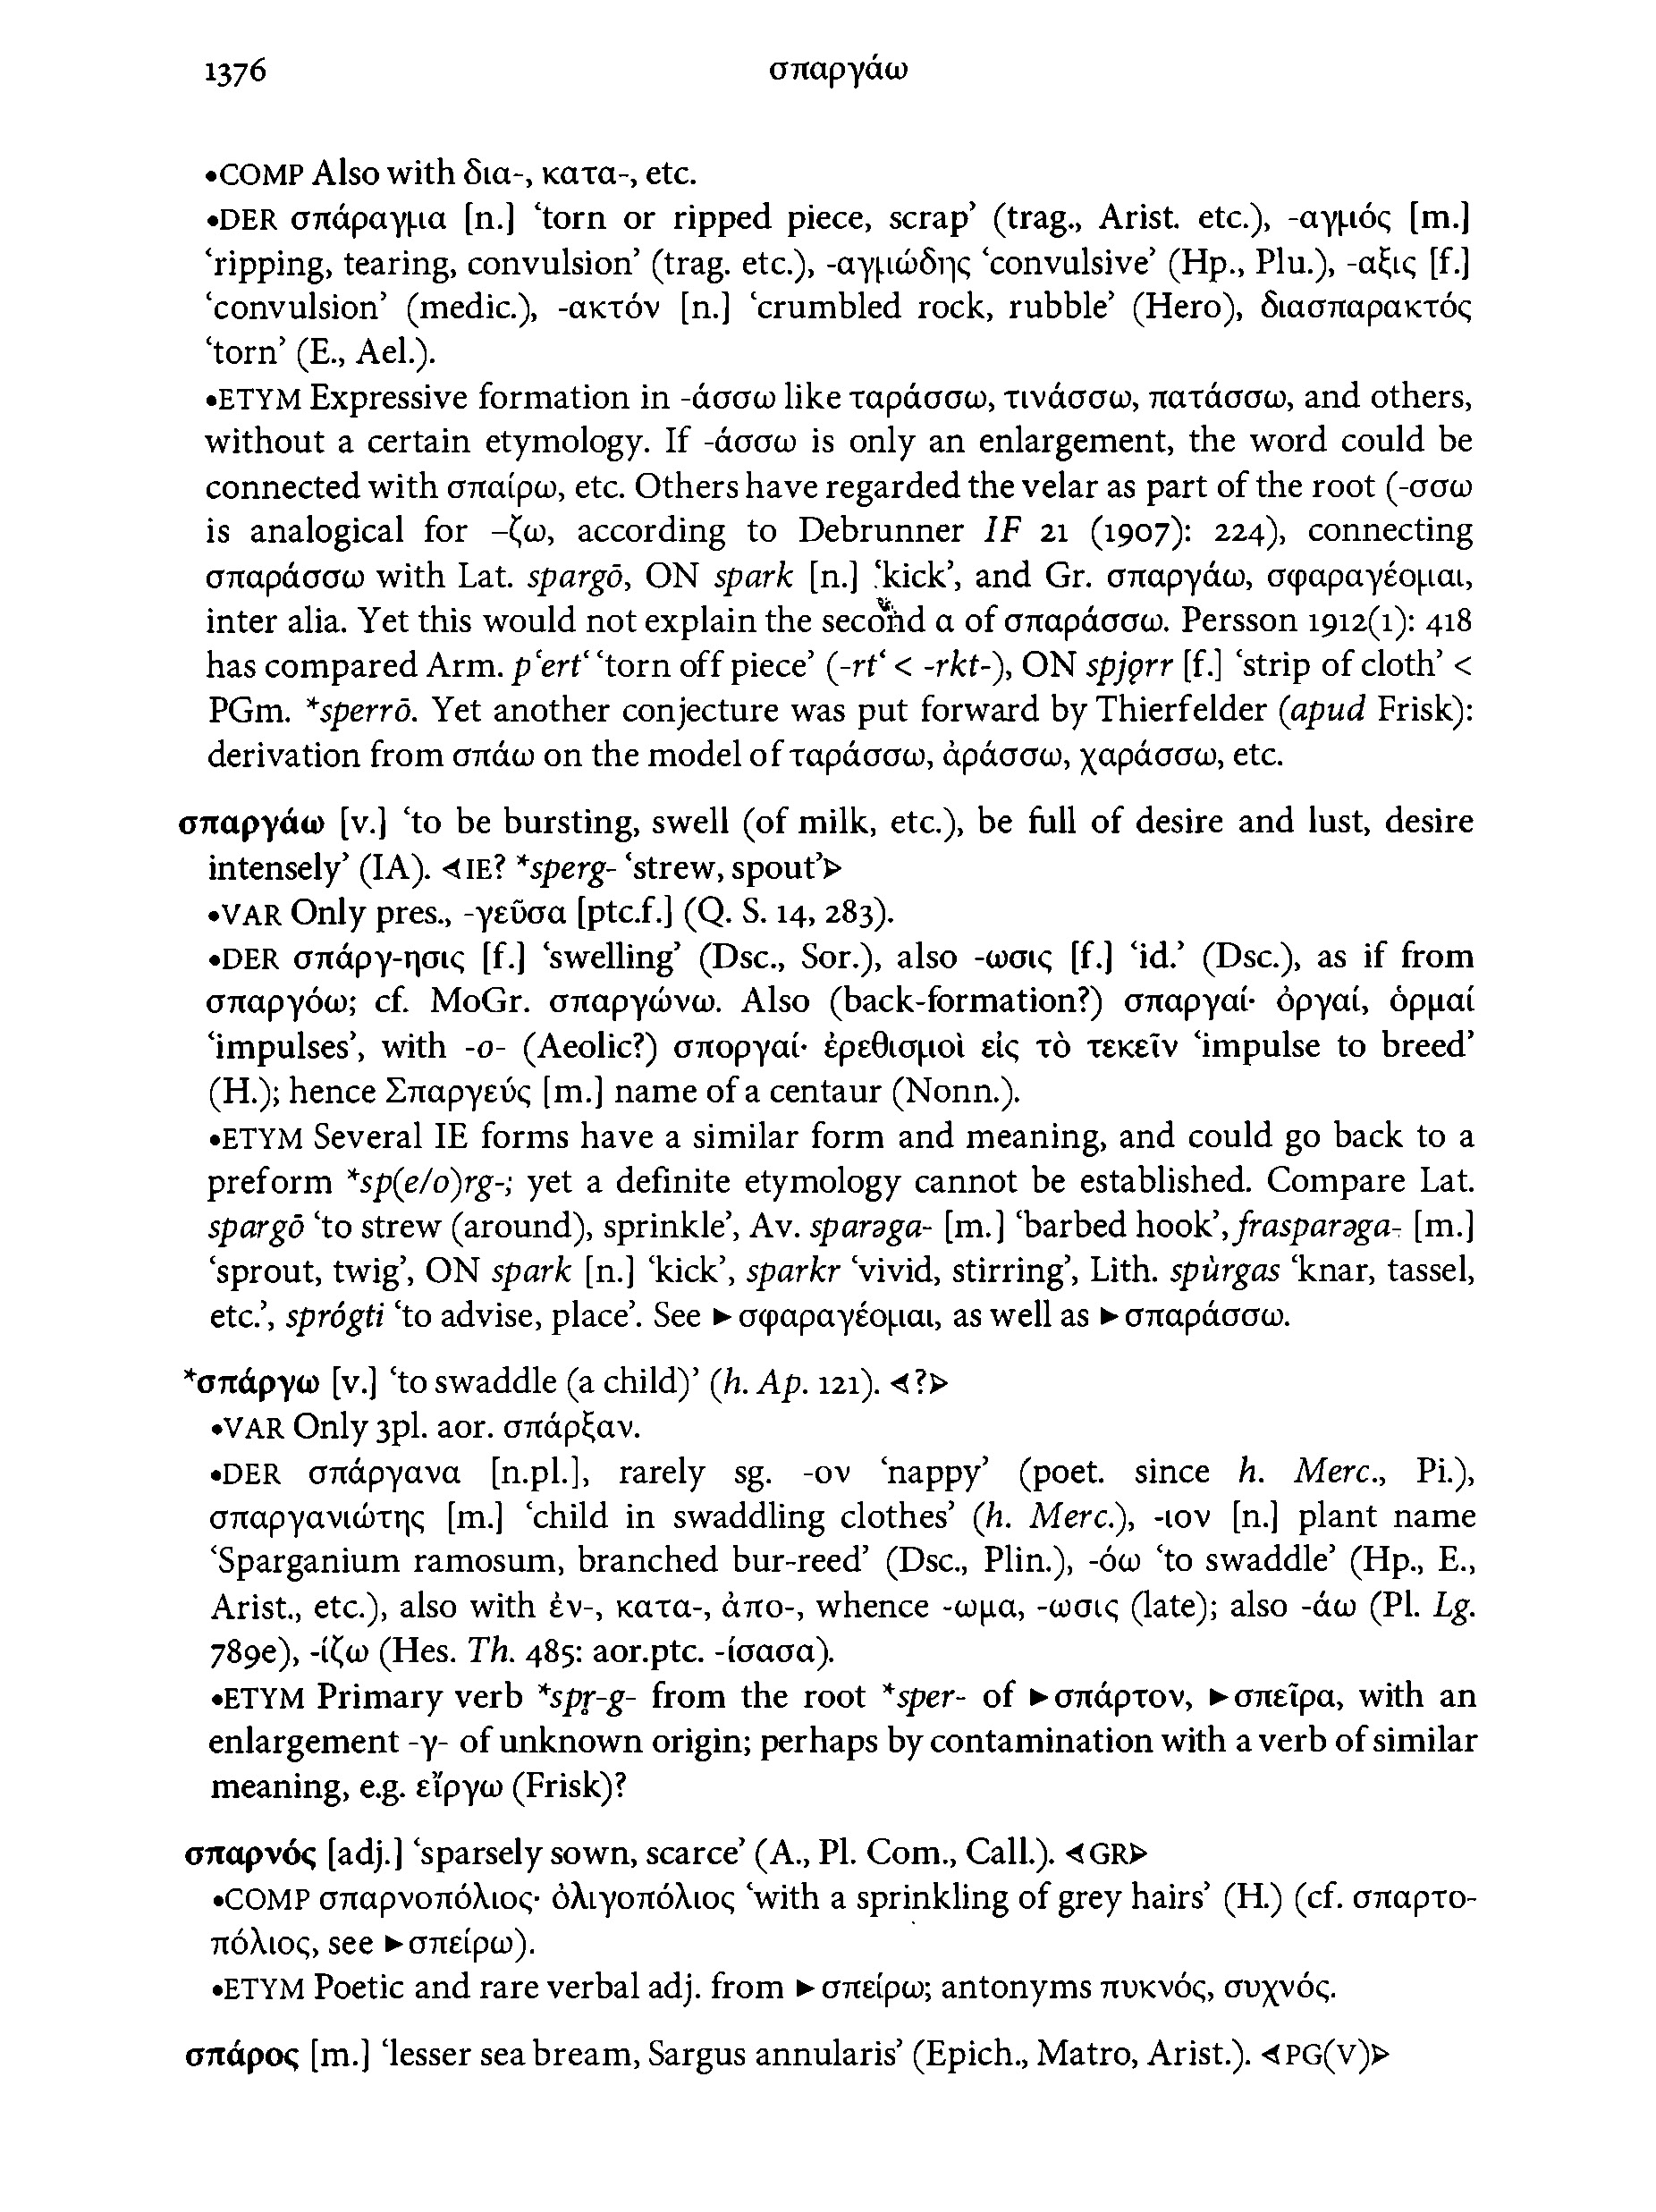 1376 σπαργάω
•COMP Also with δια-, κατα-, etc.
•DER σπάραγμα [n.] ‘torn or ripped piece, scrap’ (trag., Arist. etc.), -αγμός [m.]
‘ripping, tearing, convulsion’ (trag. etc.), -αγμώδης ‘convulsive’ (Hp., Plu.), -αξις [f.]
‘convulsion’ (medic.), -ακτόν [n.] ‘crumbled rock, rubble’ (Hero), διασπαρακτός
‘torn’ (E., Ael.).
•ETYM Expressive formation in -άσσω like ταράσσω, τινάσσω, πατάσσω, and others,
without a certain etymology. If -άσσω is only an enlargement, the word could be
connected with σπαίρω, etc. Others have regarded the velar as part of the root (-σσω
is analogical for -ζω, according to Debrunner IF 21 (1907): 224), connecting
σπαράσσω with Lat. spargō, ON spark [n.] ‘kick’, and Gr. σπαργάω, σφαραγέομαι,
inter alia. Yet this would not explain the second α of σπαράσσω. Persson 1912(1): 418
has compared Arm. pʿertʿ ‘torn off piece’ (-rtʿ < -rkt-), ON spjǫrr [f.] ‘strip of cloth’ <
PGm. *sperrō. Yet another conjecture was put forward by Thierfelder (apud Frisk):
derivation from σπάω on the model of ταράσσω, ἀράσσω, χαράσσω, etc.
σπαργάω [v.] ‘to be bursting, swell (of milk, etc.), be full of desire and lust, desire
intensely’ (IA). ⊲IE? *sperg- ‘strew, spout’⊳
•VAR Only pres., -γεῦσα [ptc.f.] (Q. S. 14, 283).
•DER σπάργ-ησις [f.] ‘swelling’ (Dsc., Sor.), also -ωσις [f.] ‘id.’ (Dsc.), as if from
σπαργόω; cf. MoGr. σπαργώνω. Also (back-formation?) σπαργαί· ὀργαί, ὁρμαί
‘impulses’, with -o- (Aeolic?) σποργαί· ἐρεθισμοὶ εἰς τὸ τεκεῖν ‘impulse to breed’
(H.); hence Σπαργεύς [m.] name of a centaur (Nonn.).
•ETYM Several IE forms have a similar form and meaning, and could go back to a
preform *sp(e/o)rg-; yet a definite etymology cannot be established. Compare Lat.
spargō ‘to strew (around), sprinkle’, Av. sparəga- [m.] ‘barbed hook’, frasparəga- [m.]
‘sprout, twig’, ON spark [n.] ‘kick’, sparkr ‘vivid, stirring’, Lith. spùrgas ‘knar, tassel,
etc.’, sprógti ‘to advise, place’. See ►σφαραγέομαι, as well as ►σπαράσσω.
*σπάργω [v.] ‘to swaddle (a child)’ (h. Ap. 121). ⊲?⊳
•VAR Only 3pl. aor. σπάρξαν.
•DER σπάργανα [n.pl.], rarely sg. -ον ‘nappy’ (poet. since h. Merc., Pi.),
σπαργανιώτης [m.] ‘child in swaddling clothes’ (h. Merc.), -ιον [n.] plant name
‘Sparganium ramosum, branched bur-reed’ (Dsc., Plin.), -όω ‘to swaddle’ (Hp., E.,
Arist., etc.), also with ἐν-, κατα-, ἀπο-, whence -ωμα, -ωσις (late); also -άω (Pl. Lg.
789e), -ίζω (Hes. Th. 485: aor.ptc. -ίσασα).
•ETYM Primary verb *spr̥-g- from the root *sper- of ►σπάρτον, ►σπεῖρα, with an
enlargement -γ- of unknown origin; perhaps by contamination with a verb of similar
meaning, e.g. εἴργω (Frisk)?
σπαρνός [adj.] ‘sparsely sown, scarce’ (A., Pl. Com., Call.). ⊲GR⊳
•COMP σπαρνοπόλιος· ὀλιγοπόλιος ‘with a sprinkling of grey hairs’ (H.) (cf. σπαρτο-
πόλιος, see ►σπείρω).
•ETYM Poetic and rare verbal adj. from ►σπείρω; antonyms πυκνός, συχνός.
σπάρος [m.] ‘lesser sea bream, Sargus annularis’ (Epich., Matro, Arist.). ⊲PG(V)⊳